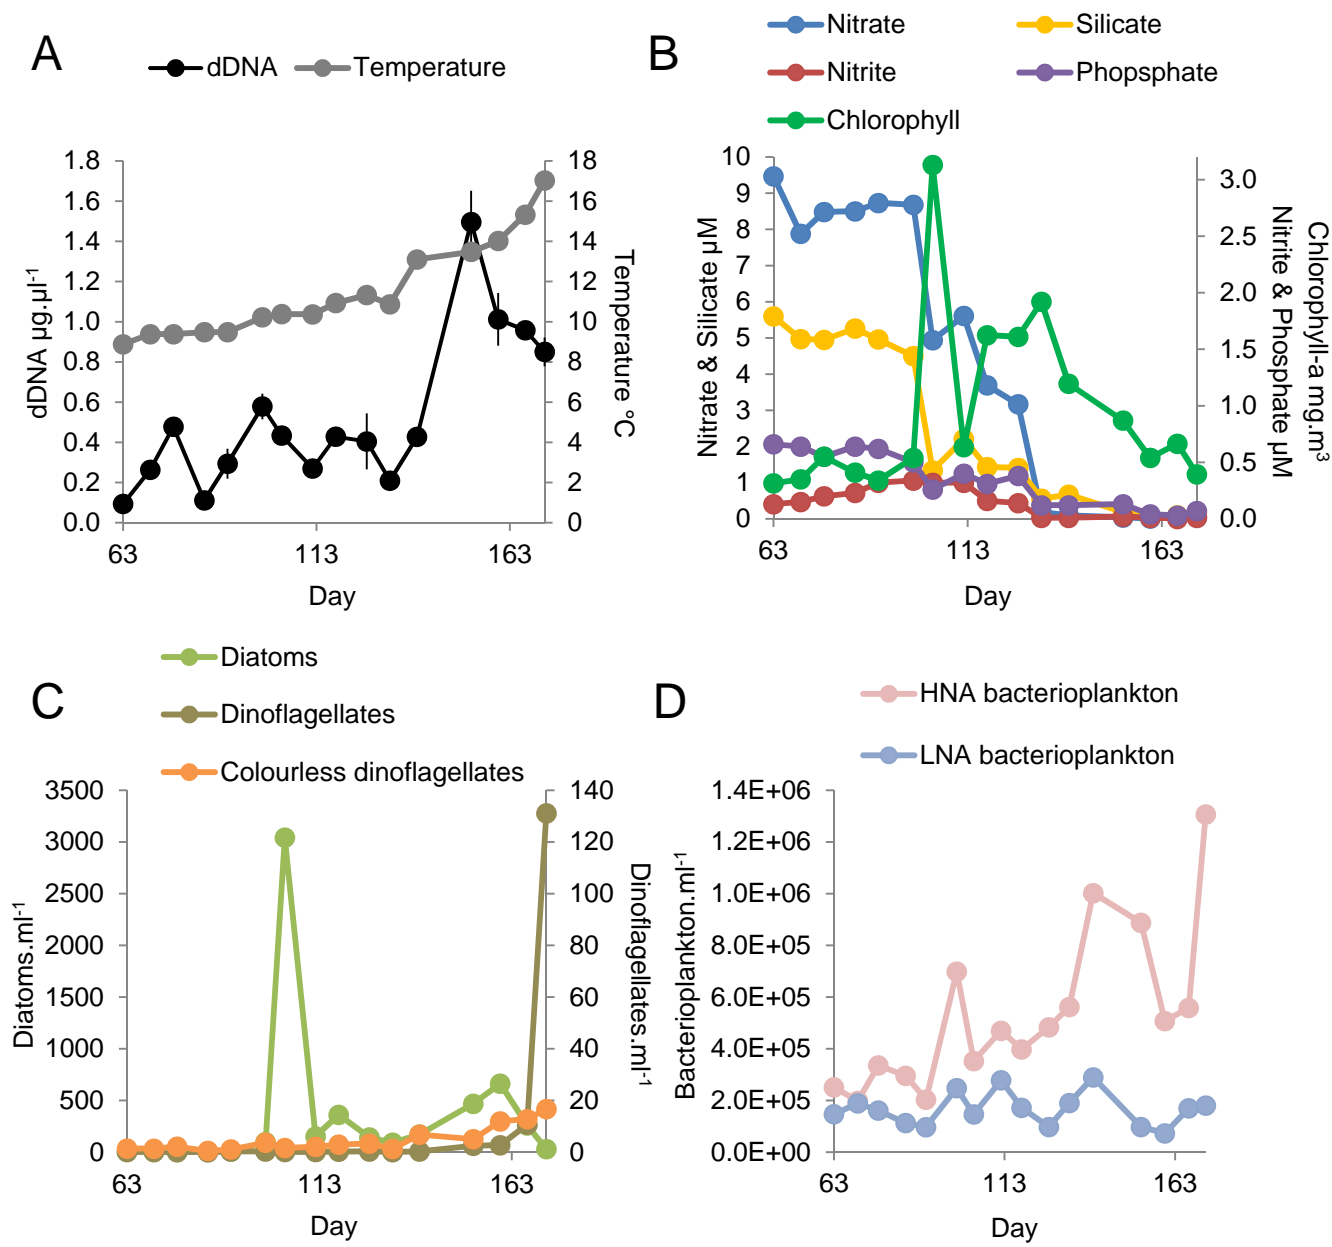 A
dDNA Temperature
1.8 18
1.6 16
1.4 14
1.2 12
1.0 10
0.8 8
0.6 6
0.4 4
0.2 2
0.0 0
63 113 163
Day
dDNA µg.µl-1
Temperature °C
B
Nitrate Silicate
Nitrite Phopsphate
Chlorophyll
10
9 3.0
8 2.5
7
6 2.0
5 1.5
4
3 1.0
2 0.5
1
0 0.0
63 113 163
Day
Nitrate & Silicate µM
Chlorophyll-a mg.m3
Nitrite & Phosphate µM
C
Diatoms
Dinoflagellates
Colourless dinoflagellates
3500 140
3000 120
2500 100
2000 80
1500 60
1000 40
500 20
0 0
63 113 163
Day
Diatoms.ml-1
Dinoflagellates.ml-1
D
HNA bacterioplankton
LNA bacterioplankton
1.4E+06
1.2E+06
1.0E+06
8.0E+05
6.0E+05
4.0E+05
2.0E+05
0.0E+00
63 113 163
Day
Bacterioplankton.ml-1